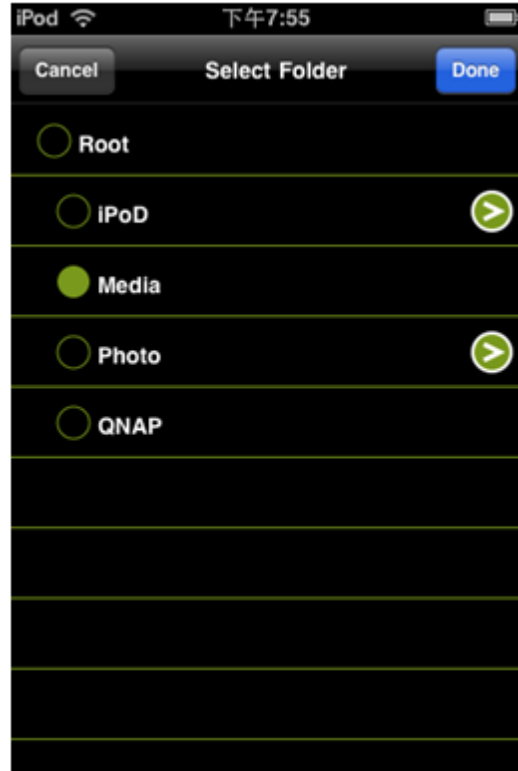 iPod 下午7:55
Cancel Select Folder Done
Root
iPoD
Media
Photo
QNAP